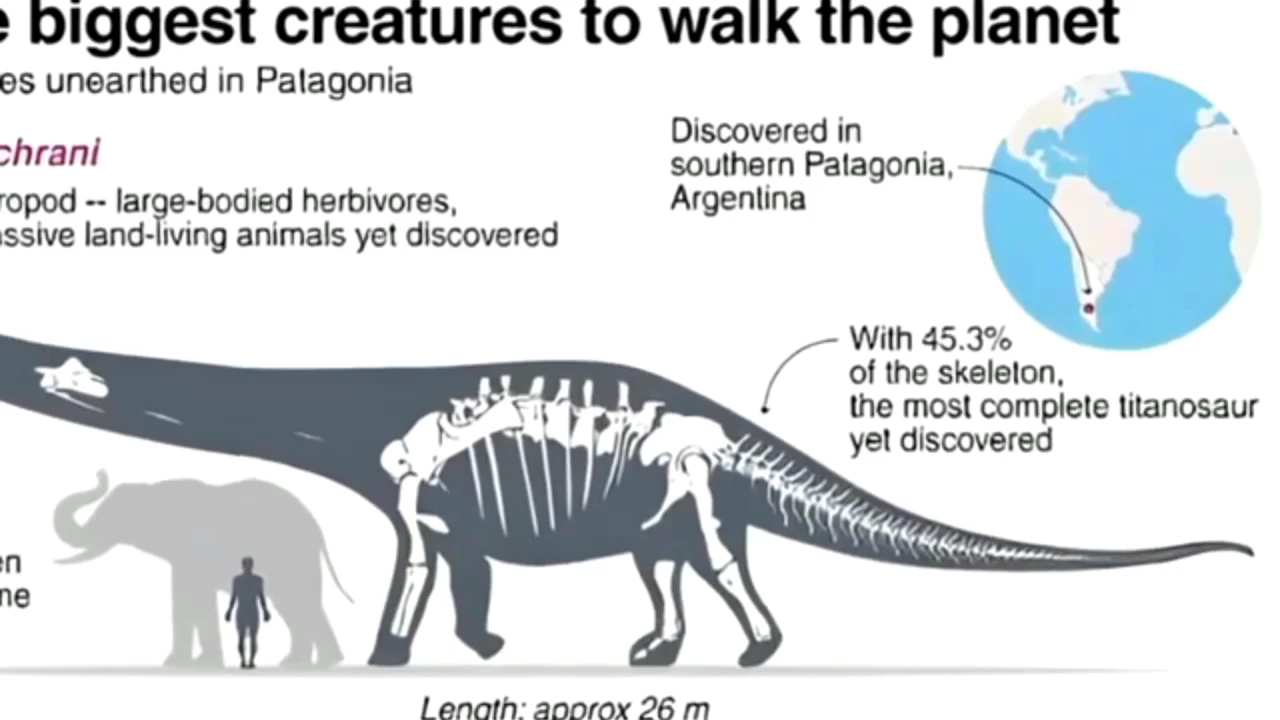 e biggest creatures to walk the planet
es unearthed in Patagonia
chrani
ropod -- large-bodied herbivores,
assive land-living animals yet discovered
Discovered in
southern Patagonia,
Argentina
With 45.3%
of the skeleton,
the most complete titanosaur
yet discovered
en
ne
Length: approx 26 m